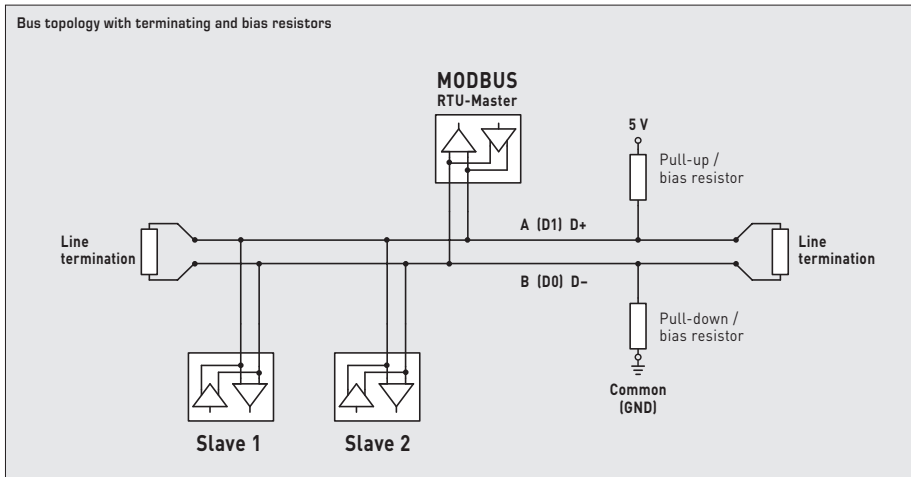 Bus topology with terminating and bias resistors
MODBUS
RTU-Master
5 V
Pull-up /
bias resistor
A (D1) D+
Line
termination
Line
termination
B (D0) D–
Pull-down /
bias resistor
Common
(GND)
Slave 1
Slave 2